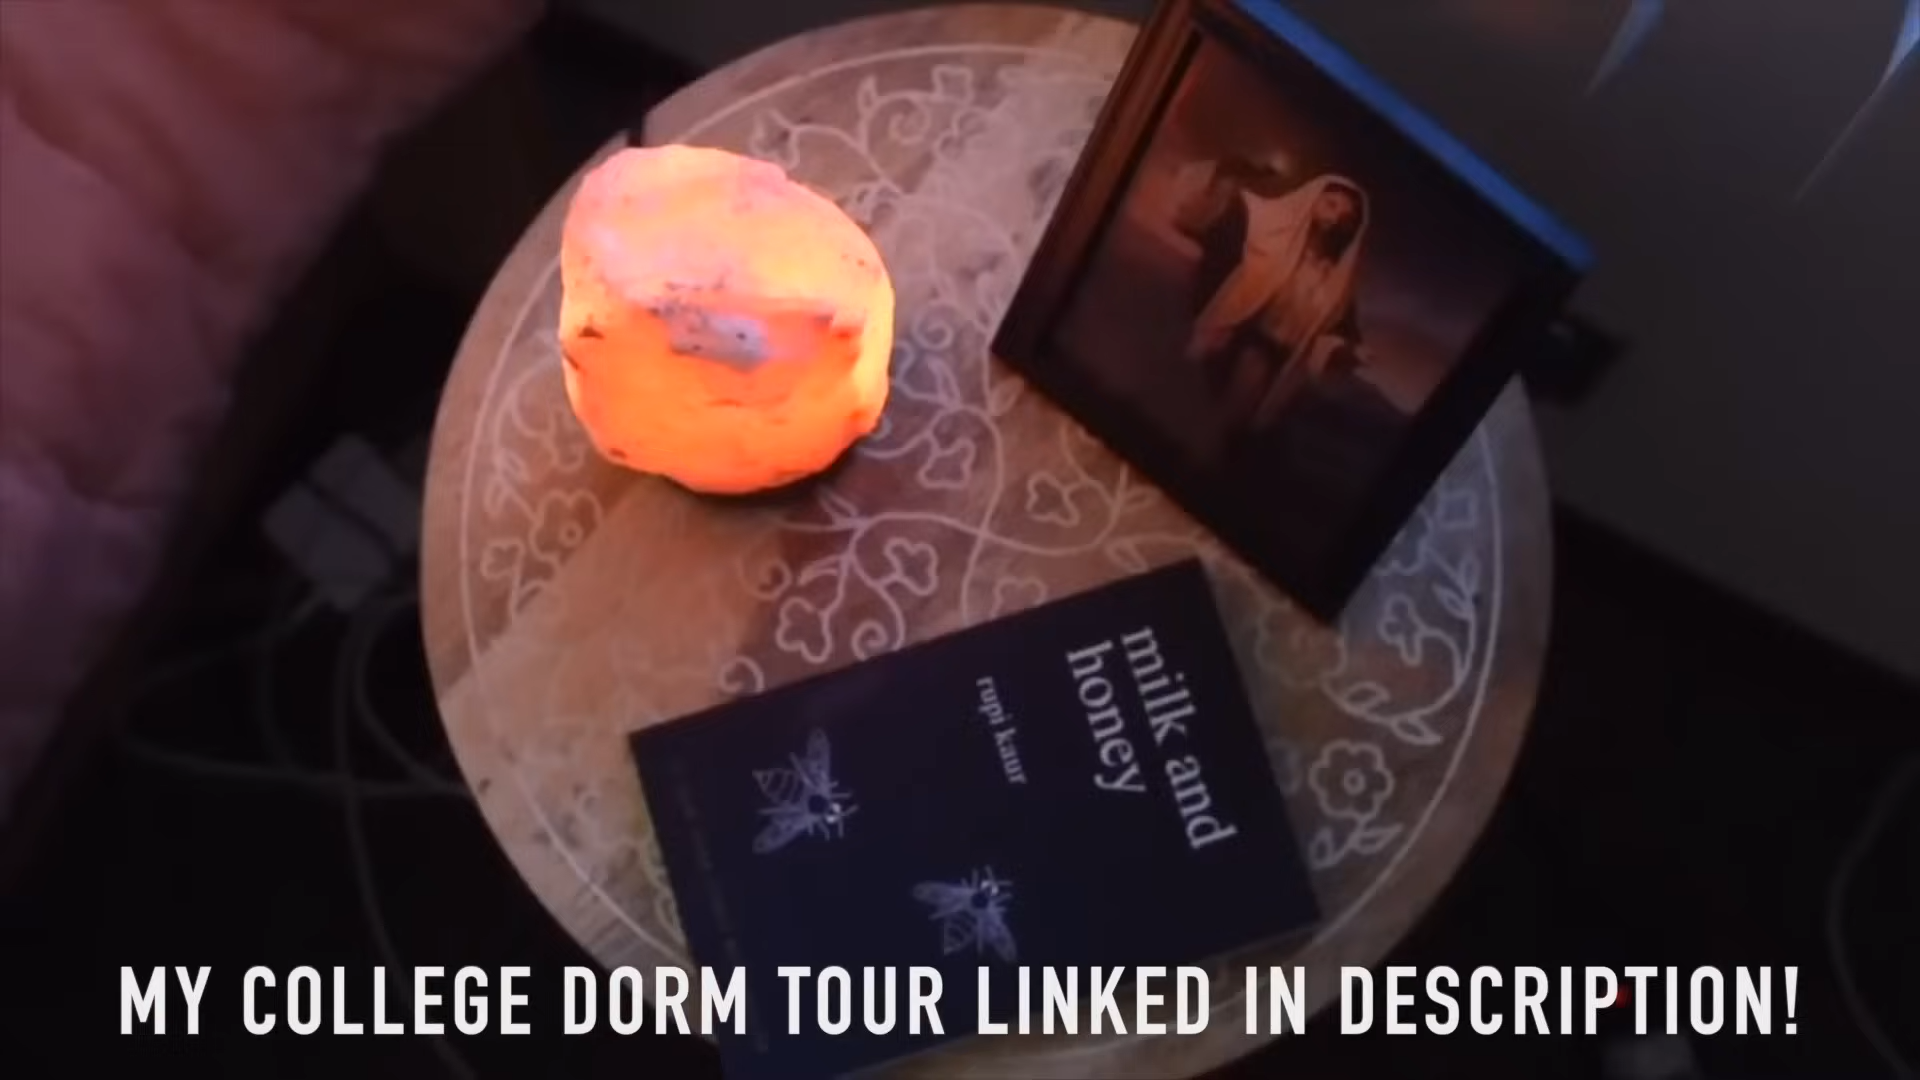 milk and
honey
rupi kaur
MY COLLEGE DORM TOUR LINKED IN DESCRIPTION!